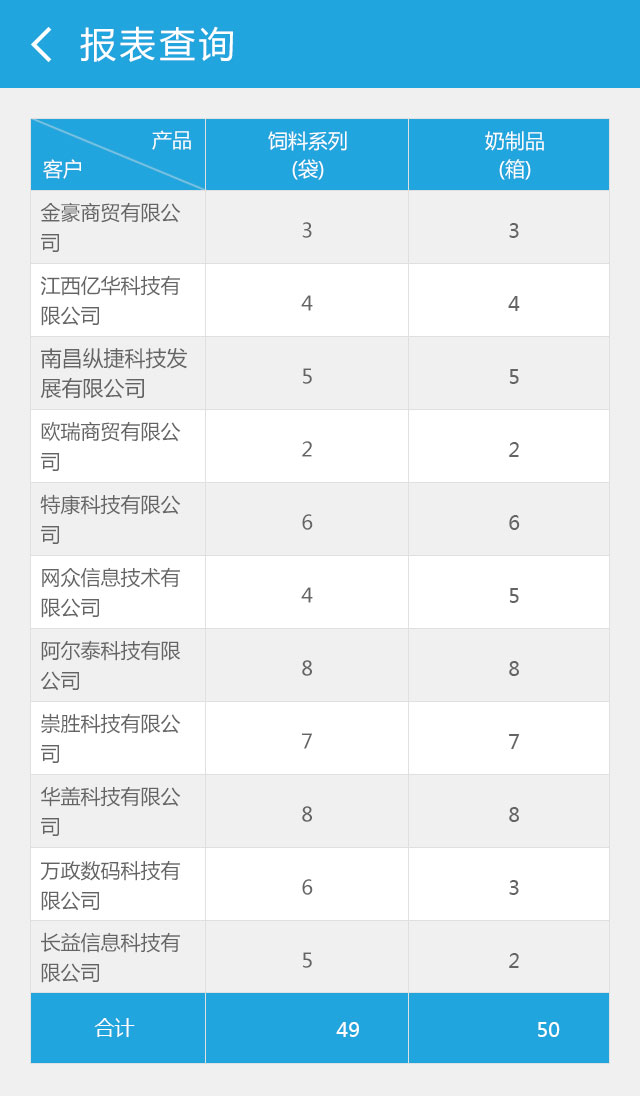 报表查询
产品
客户
饲料系列
(袋)
奶制品
(箱)
金豪商贸有限公
司
3
3
江西亿华科技有
限公司
4
4
南昌纵捷科技发
展有限公司
5
5
欧瑞商贸有限公
司
2
2
特康科技有限公
司
6
6
网众信息技术有
限公司
4
5
阿尔泰科技有限
公司
8
8
崇胜科技有限公
司
7
7
华盖科技有限公
司
8
8
万政数码科技有
限公司
6
3
长益信息科技有
限公司
5
2
合计
49
50